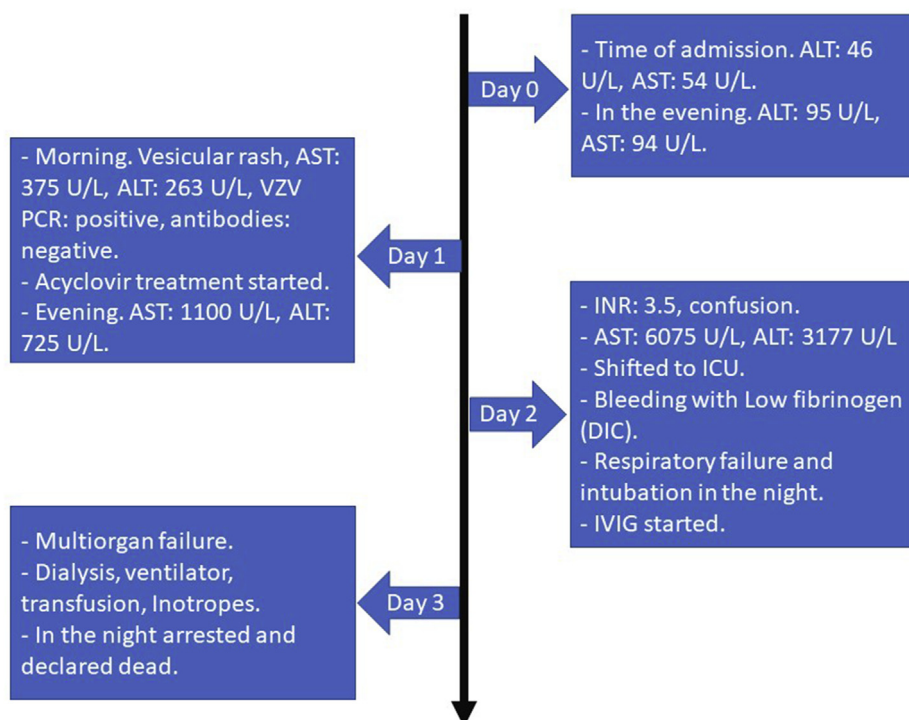 Day 0
- Time of admission. ALT: 46
U/L, AST: 54 U/L.
- In the evening. ALT: 95 U/L,
AST: 94 U/L.
Day 1
- Morning. Vesicular rash, AST:
375 U/L, ALT: 263 U/L, VZV
PCR: positive, antibodies:
negative.
- Acyclovir treatment started.
- Evening. AST: 1100 U/L, ALT:
725 U/L.
Day 2
- INR: 3.5, confusion.
- AST: 6075 U/L, ALT: 3177 U/L
- Shifted to ICU.
- Bleeding with Low fibrinogen
(DIC).
- Respiratory failure and
intubation in the night.
- IVIG started.
Day 3
- Multiorgan failure.
- Dialysis, ventilator,
transfusion, Inotropes.
- In the night arrested and
declared dead.